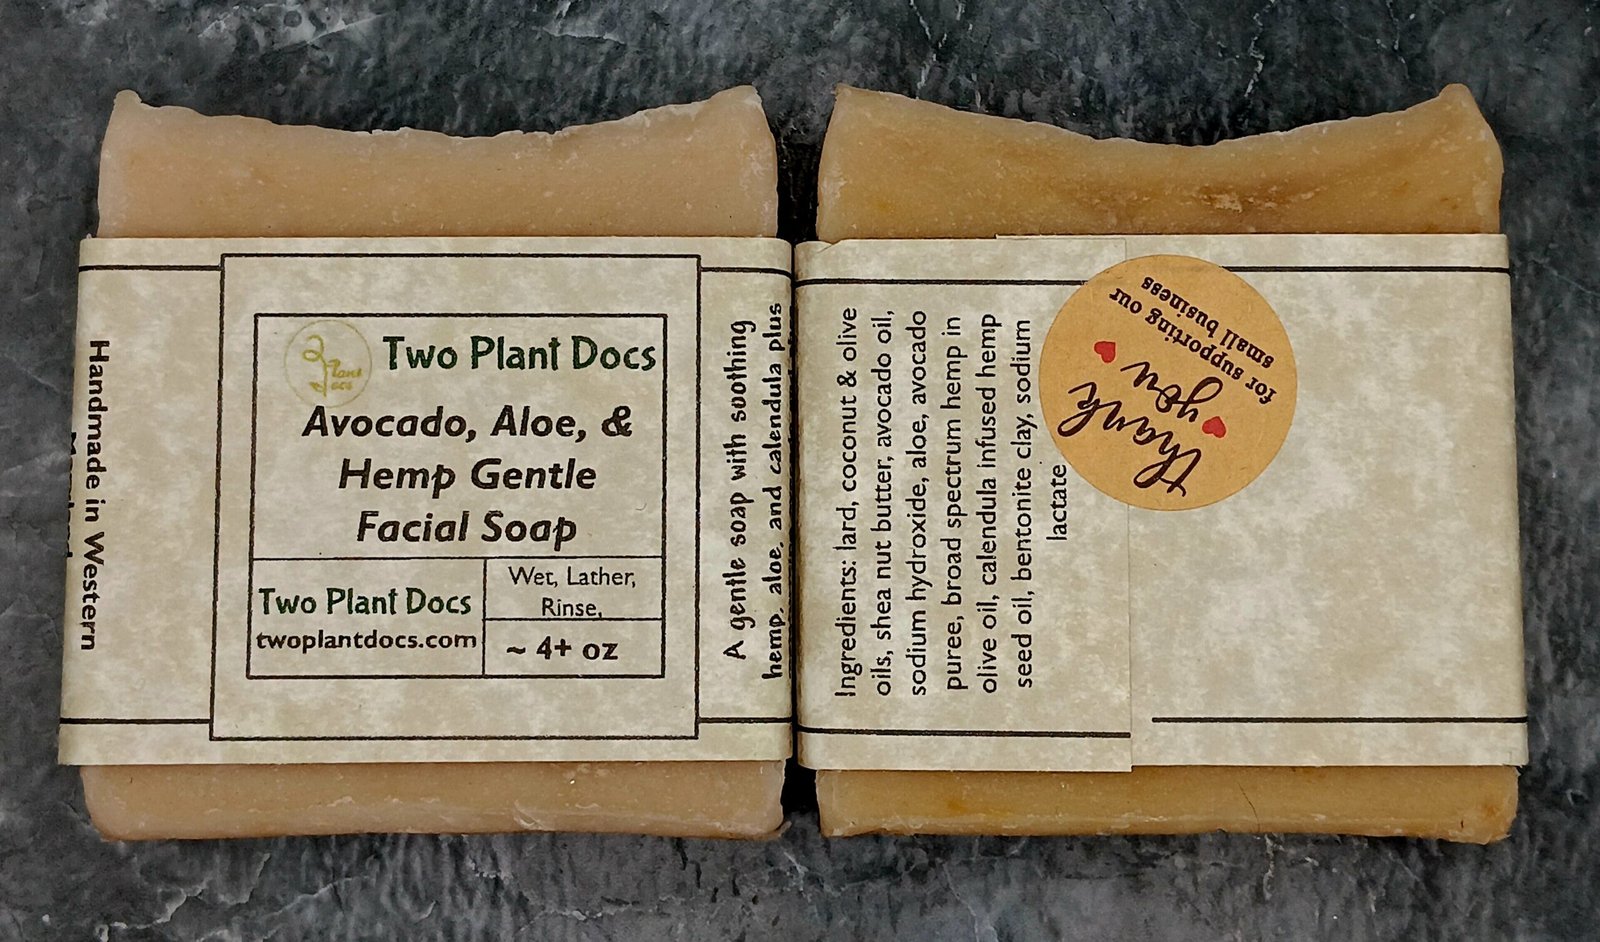 Handmade in Western
2 Plant
Docs
Two Plant Docs
Avocado, Aloe, &
Hemp Gentle
Facial Soap
Two Plant Docs
twoplantdocs.com
Wet, Lather,
Rinse,
~ 4+ oz
A gentle soap with soothing
hemp, aloe, and calendula plus
Ingredients: lard, coconut & olive
oils, shea nut butter, avocado oil,
sodium hydroxide, aloe, avocado
puree, broad spectrum hemp in
olive oil, calendula infused hemp
seed oil, bentonite clay, sodium
lactate
thank
you
for supporting our
small business